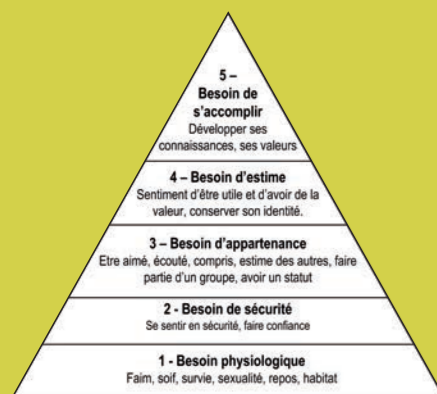 5 –
Besoin de
s'accomplir
Développer ses
connaissances, ses valeurs
4 – Besoin d'estime
Sentiment d'être utile et d'avoir de la
valeur, conserver son identité.
3 – Besoin d'appartenance
Etre aimé, écouté, compris, estime des autres, faire
partie d'un groupe, avoir un statut
2 - Besoin de sécurité
Se sentir en sécurité, faire confiance
1 - Besoin physiologique
Faim, soif, survie, sexualité, repos, habitat